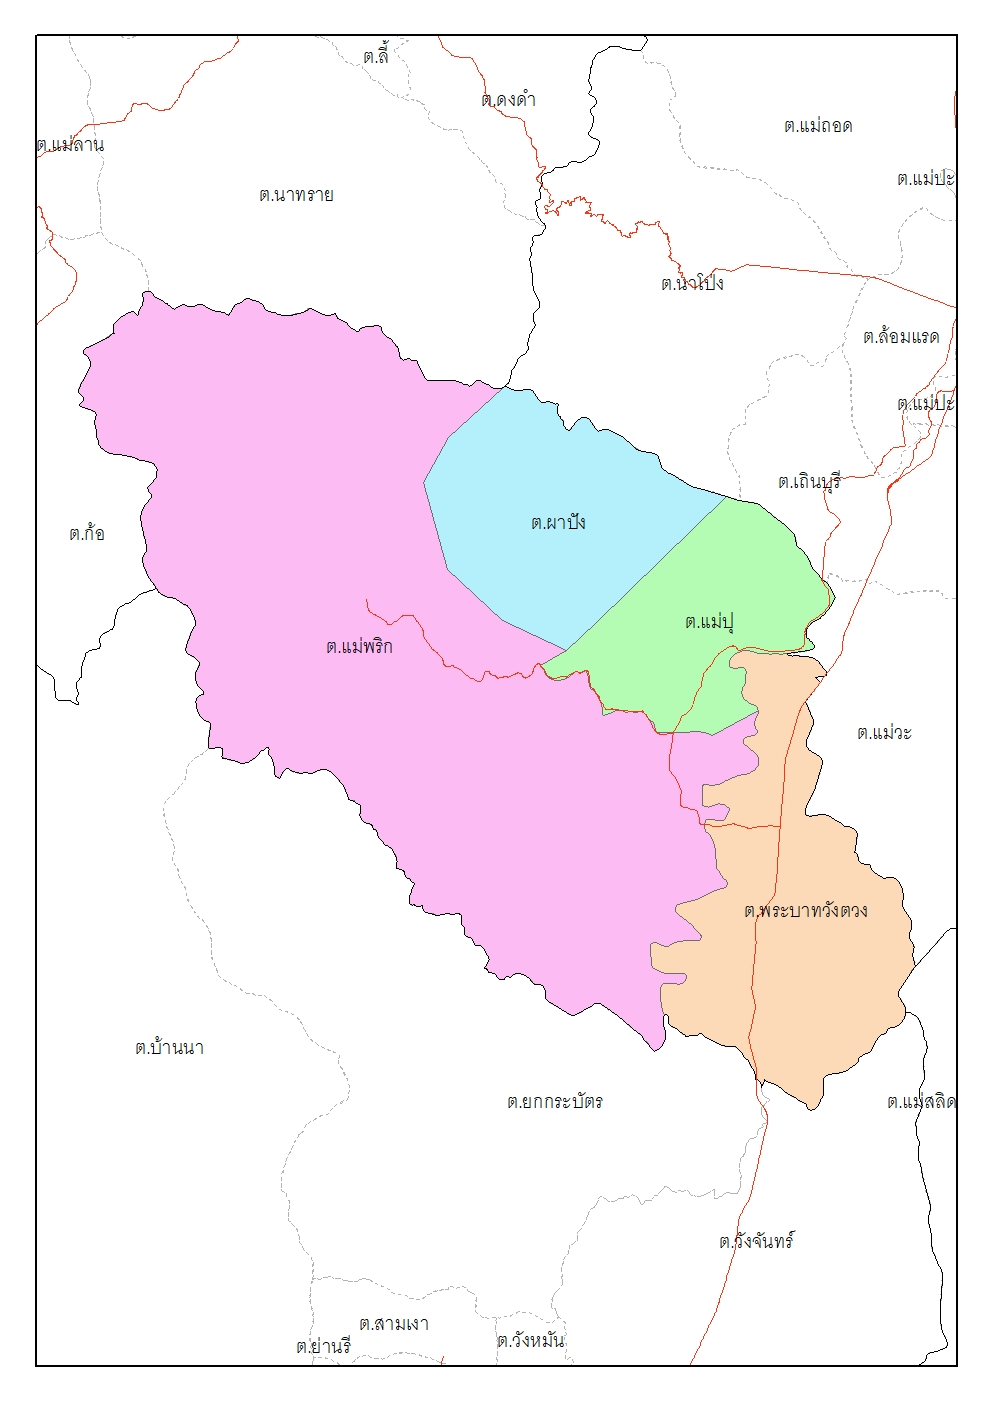 ต.ลี้
ต.ดงดำ
ต.แม่ถอด
ต.แม่ลาน
ต.แม่ปะ
ต.นาทราย
ต.นาโป่ง
ต.ล้อมแรด
ต.แม่ปะ
ต.เถินบุรี
ต.ผาปัง
ต.ก้อ
ต.แม่ปุ
ต.แม่พริก
ต.แม่วะ
ต.พระบาทวังตวง
ต.บ้านนา
ต.ยกกระบัตร
ต.แม่สลิด
ต.วังจันทร์
ต.สามเงา
ต.วังหมัน
ต.ย่านรี